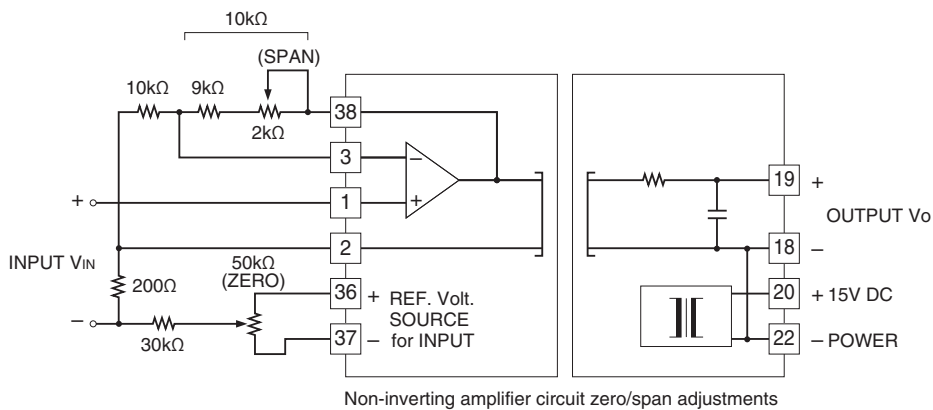 10kΩ
(SPAN)
10kΩ 9kΩ
2kΩ
38
3
–
1
+
+
2
INPUT VIN
200Ω
50kΩ
(ZERO)
36
+ REF. Volt.
SOURCE
– for INPUT
37
–
30kΩ
19 +
OUTPUT Vo
18 –
20 + 15V DC
22 – POWER
Non-inverting amplifier circuit zero/span adjustments